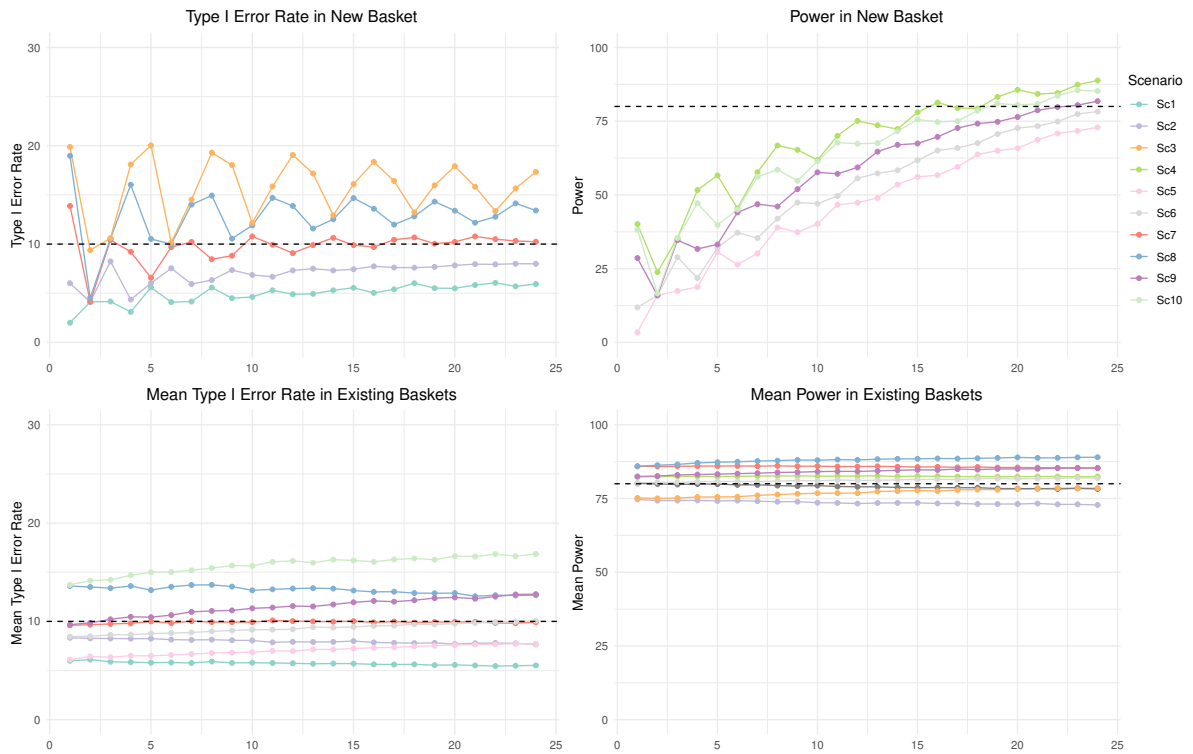 Type I Error Rate in New Basket
Type I Error Rate
30
20
10
0
0 5 10 15 20 25
Power in New Basket
Power
100
75
50
25
0
0 5 10 15 20 25
Scenario
Sc1
Sc2
Sc3
Sc4
Sc5
Sc6
Sc7
Sc8
Sc9
Sc10
Mean Type I Error Rate in Existing Baskets
Mean Type I Error Rate
30
20
10
0
0 5 10 15 20 25
Mean Power in Existing Baskets
Mean Power
100
75
50
25
0
0 5 10 15 20 25